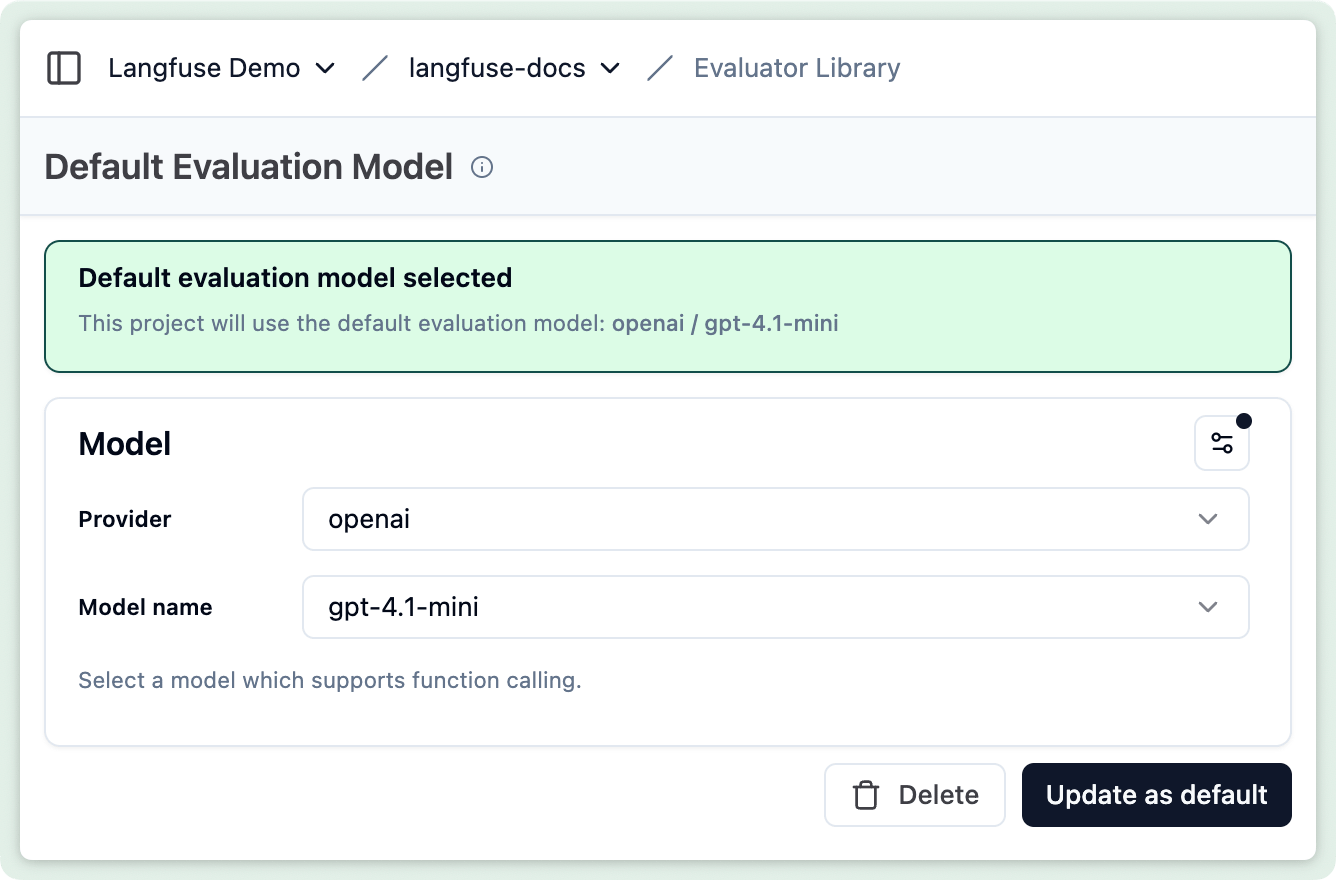 Langfuse Demo / langfuse-docs / Evaluator Library
Default Evaluation Model
Default evaluation model selected
This project will use the default evaluation model: openai / gpt-4.1-mini
Model
Provider openai
Model name gpt-4.1-mini
Select a model which supports function calling.
Delete Update as default